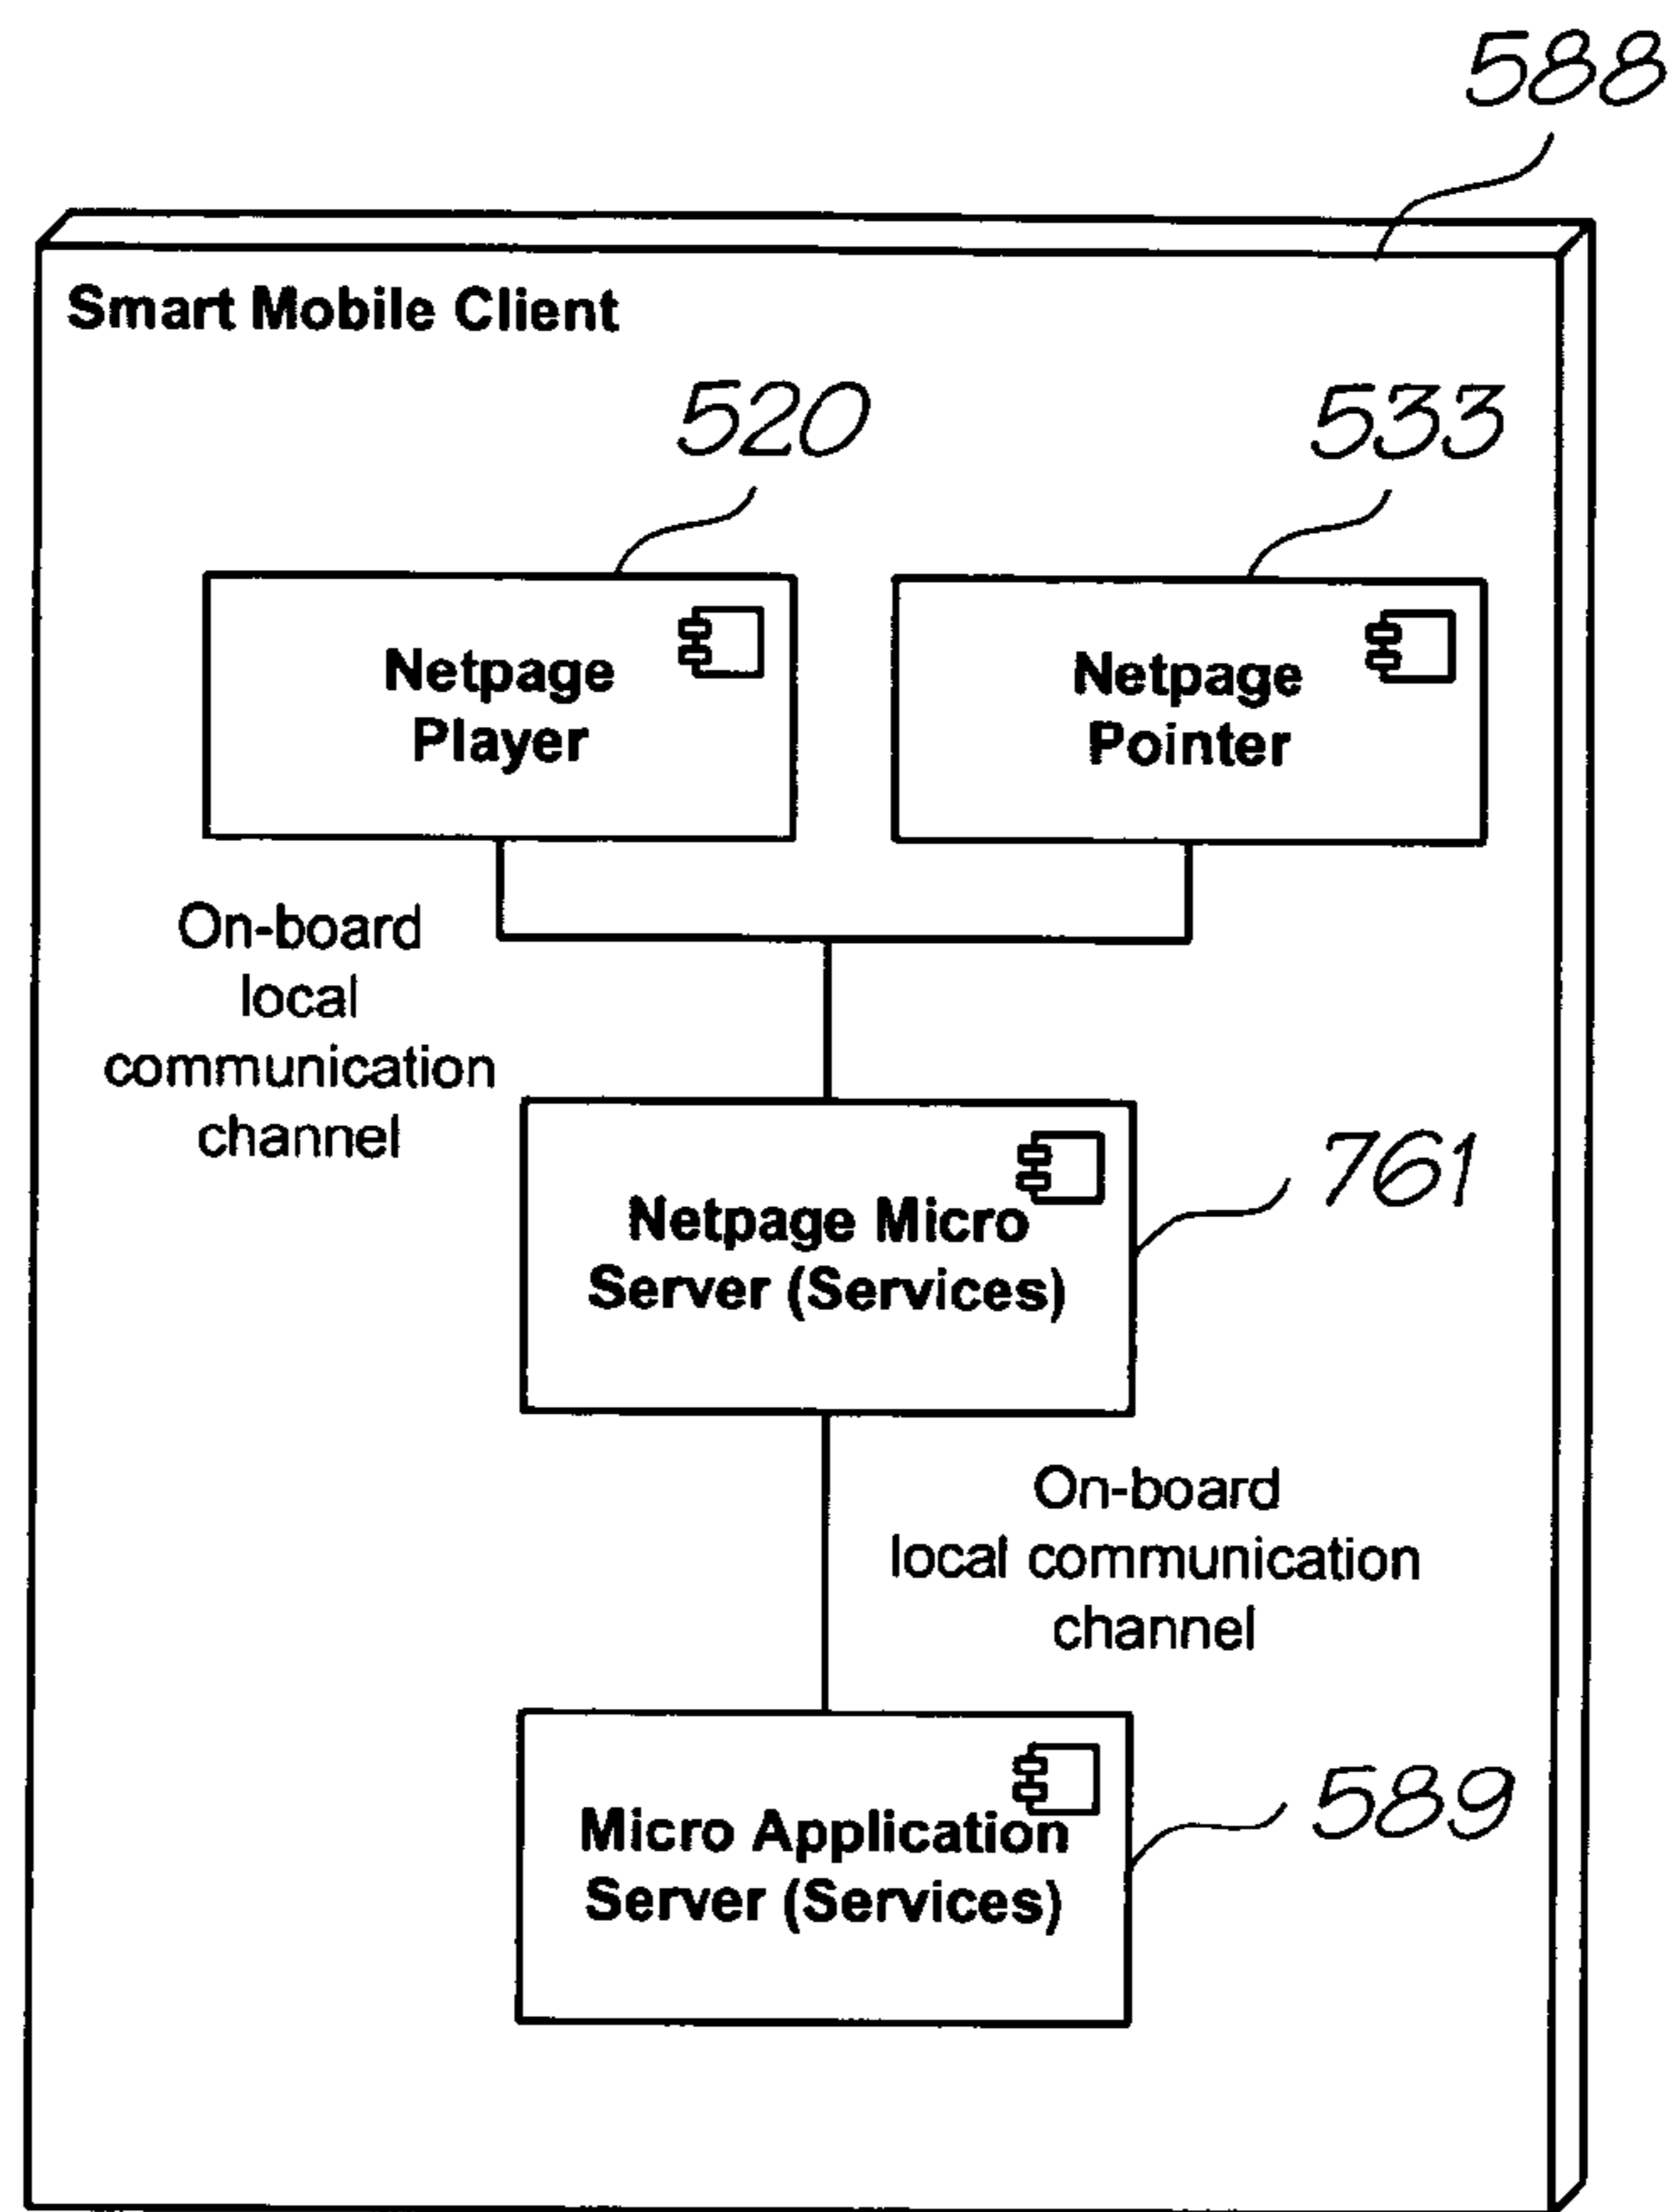 588
Smart Mobile Client
520
533
Netpage
Player
Netpage
Pointer
On-board
local
communication
channel
Netpage Micro
Server (Services)
761
On-board
local communication
channel
Micro Application
Server (Services)
589